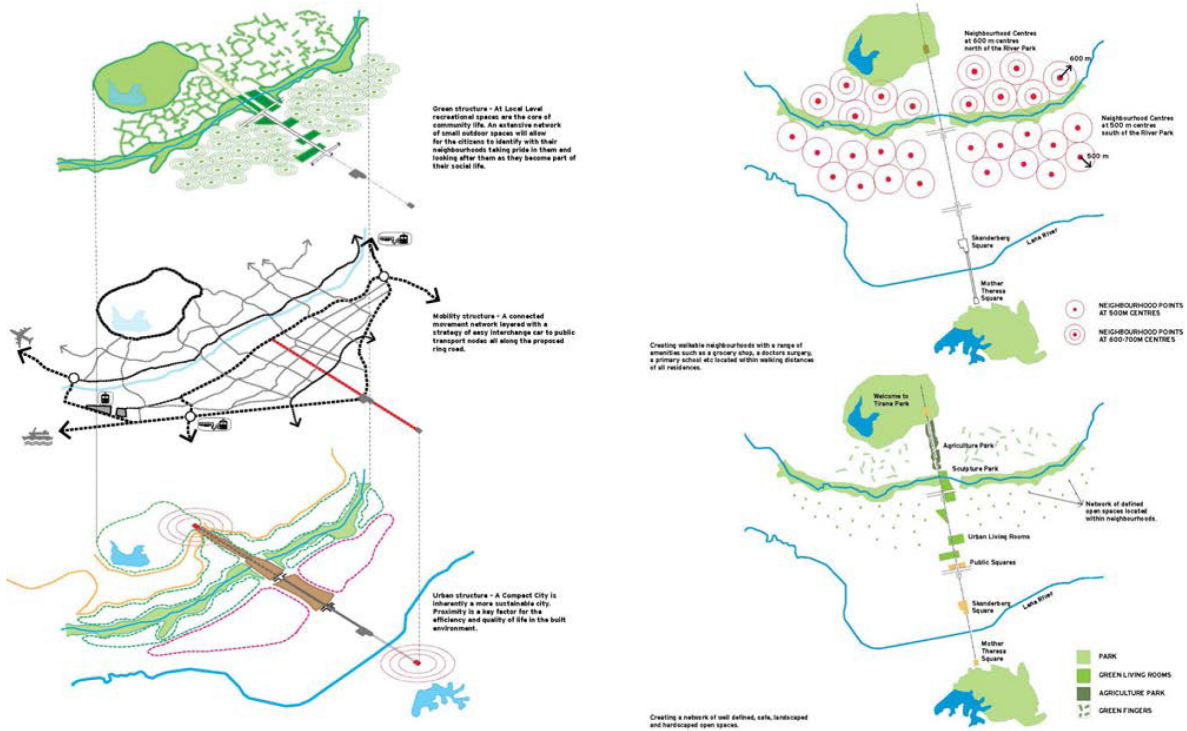 Green structure - At Local Level
recreational spaces are the core of
community life. An extensive network
of small outdoor spaces will allow
for the citizens to identify with their
neighbourhoods taking pride in them and
looking after them as they become part of
their social life.
Mobility structure - A connected
movement network layered with a
strategy of easy interchange car to public
transport nodes all along the proposed
ring road.
Urban structure - A Compact City is
inherently a more sustainable city.
Proximity is a key factor for the
efficiency and quality of life in the built
environment.
Neighbourhood Centres
at 600 m centres
north of the River Park
600 m
Neighbourhood Centres
at 500 m centres
south of the River Park
500 m
Skanderberg
Square
Lana River
Mother
Theresa
Square
NEIGHBOURHOOD POINTS
AT 500M CENTRES
NEIGHBOURHOOD POINTS
AT 600-700M CENTRES
Creating walkable neighbourhoods with a range of
amenities such as a grocery shop, a doctors surgery,
a primary school etc located within walking distances
of all residences.
Welcome to
Tirana Park
Agriculture Park
Sculpture Park
Network of defined
open spaces located
within neighbourhoods.
Urban Living Rooms
Public Squares
Skanderberg
Square
Lana River
Mother
Theresa
Square
PARK
GREEN LIVING ROOMS
AGRICULTURE PARK
GREEN FINGERS
Creating a network of well defined, safe, landscaped
and hardscaped open spaces.